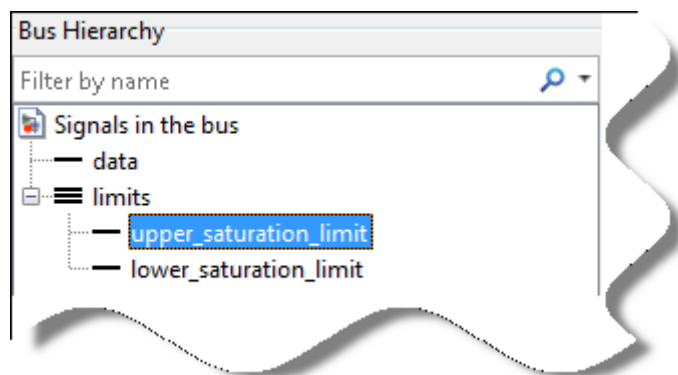 Bus Hierarchy
Filter by name
Signals in the bus
data
limits
upper_saturation_limit
lower_saturation_limit